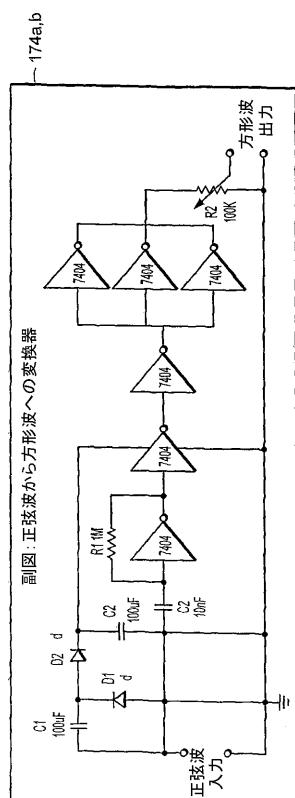 174a,b
副図:正弦波から方形波への変換器
C1
100uF
D2
d
D1
d
C2
100uF
C2
10nF
R1 1M
7404
7404
7404
7404
7404
7404
R2
100K
正弦波
入力
方形波
出力